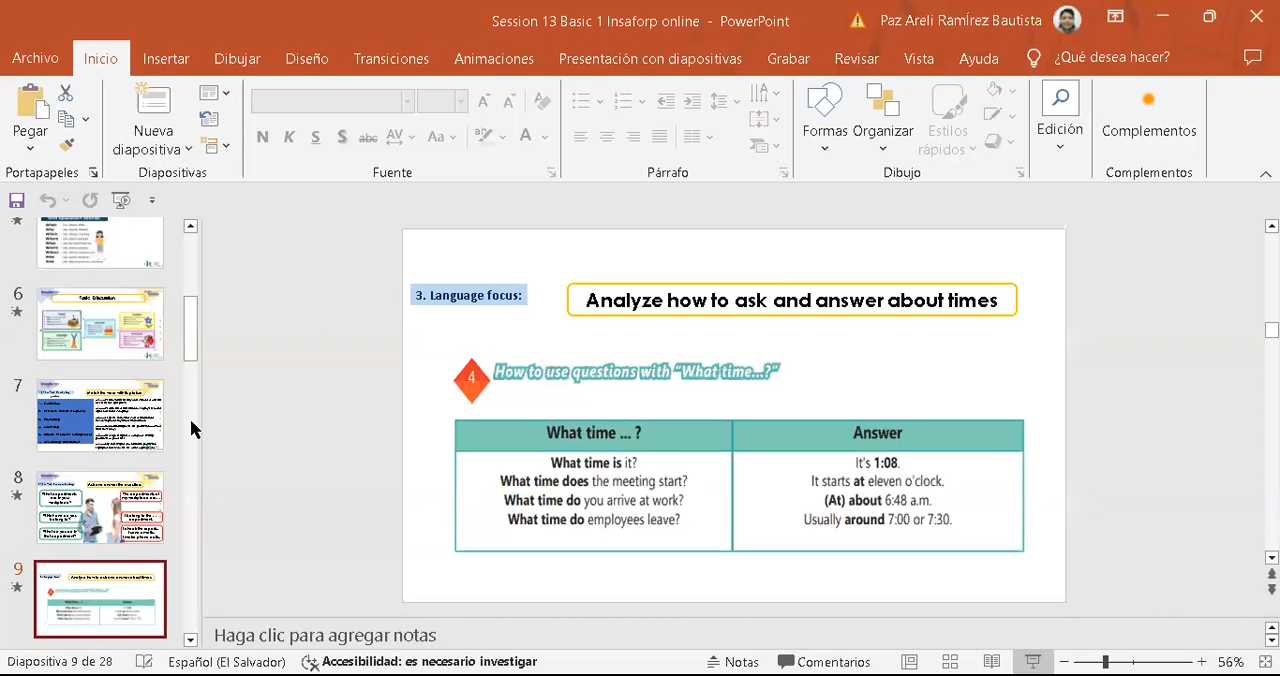 Session 13 Basic 1 Insaforp online - PowerPoint
Paz Areli RamÍrez Bautista
Archivo Inicio Insertar Dibujar Diseño Transiciones Animaciones Presentación con diapositivas Grabar Revisar Vista Ayuda ¿Qué desea hacer?
Pegar
Nueva
diapositiva
N K S S abc AV Aa A
Formas Organizar Estilos
rápidos
Edición
Complementos
Portapapeles Diapositivas Fuente Párrafo Dibujo Complementos
6
7
8
9
3. Language focus:
Analyze how to ask and answer about times
4
How to use questions with “What time...?”
What time ... ? Answer
What time is it? It's 1:08.
What time does the meeting start? It starts at eleven o'clock.
What time do you arrive at work? (At) about 6:48 a.m.
What time do employees leave? Usually around 7:00 or 7:30.
Haga clic para agregar notas
Diapositiva 9 de 28 Español (El Salvador) Accesibilidad: es necesario investigar Notas Comentarios 56%